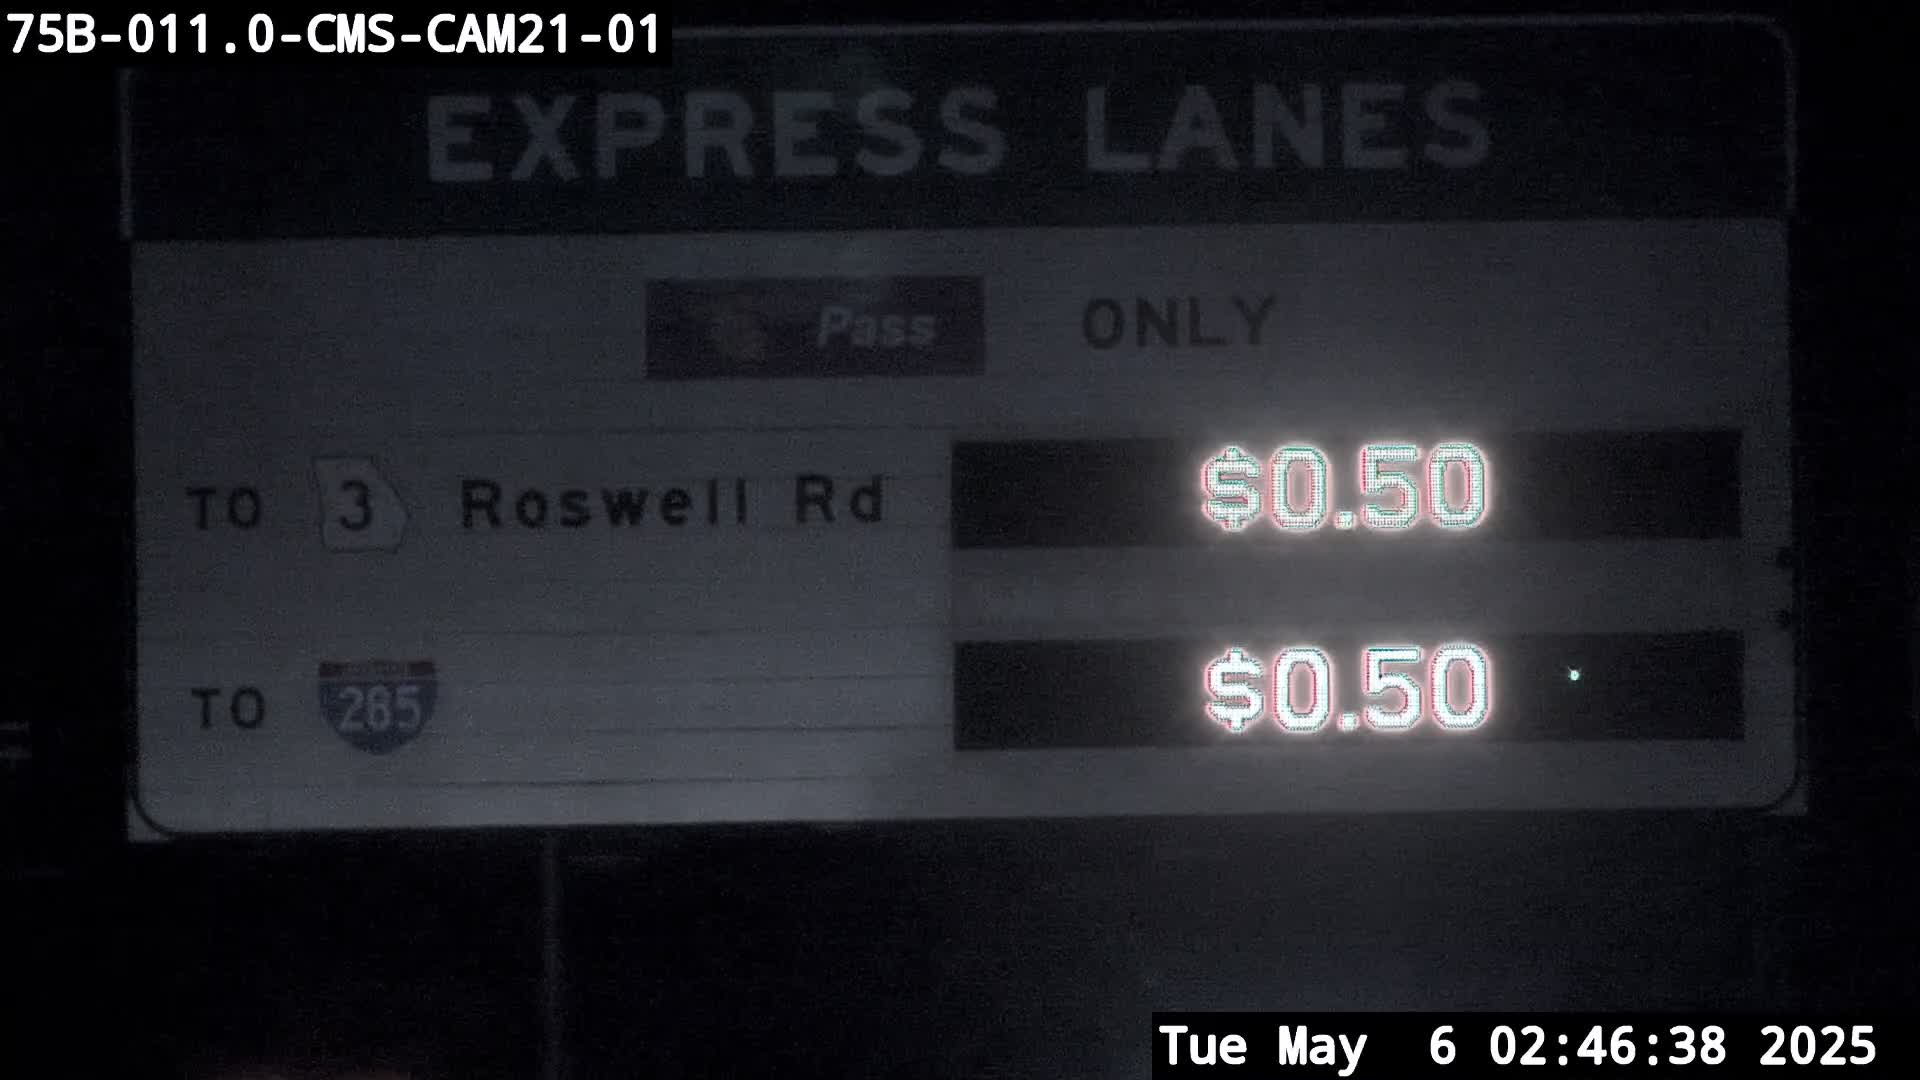 75B-011.0-CMS-CAM21-01
EXPRESS LANES
Pass ONLY
TO 3 Roswell Rd $0.50
TO 285 $0.50
Tue May 6 02:46:38 2025